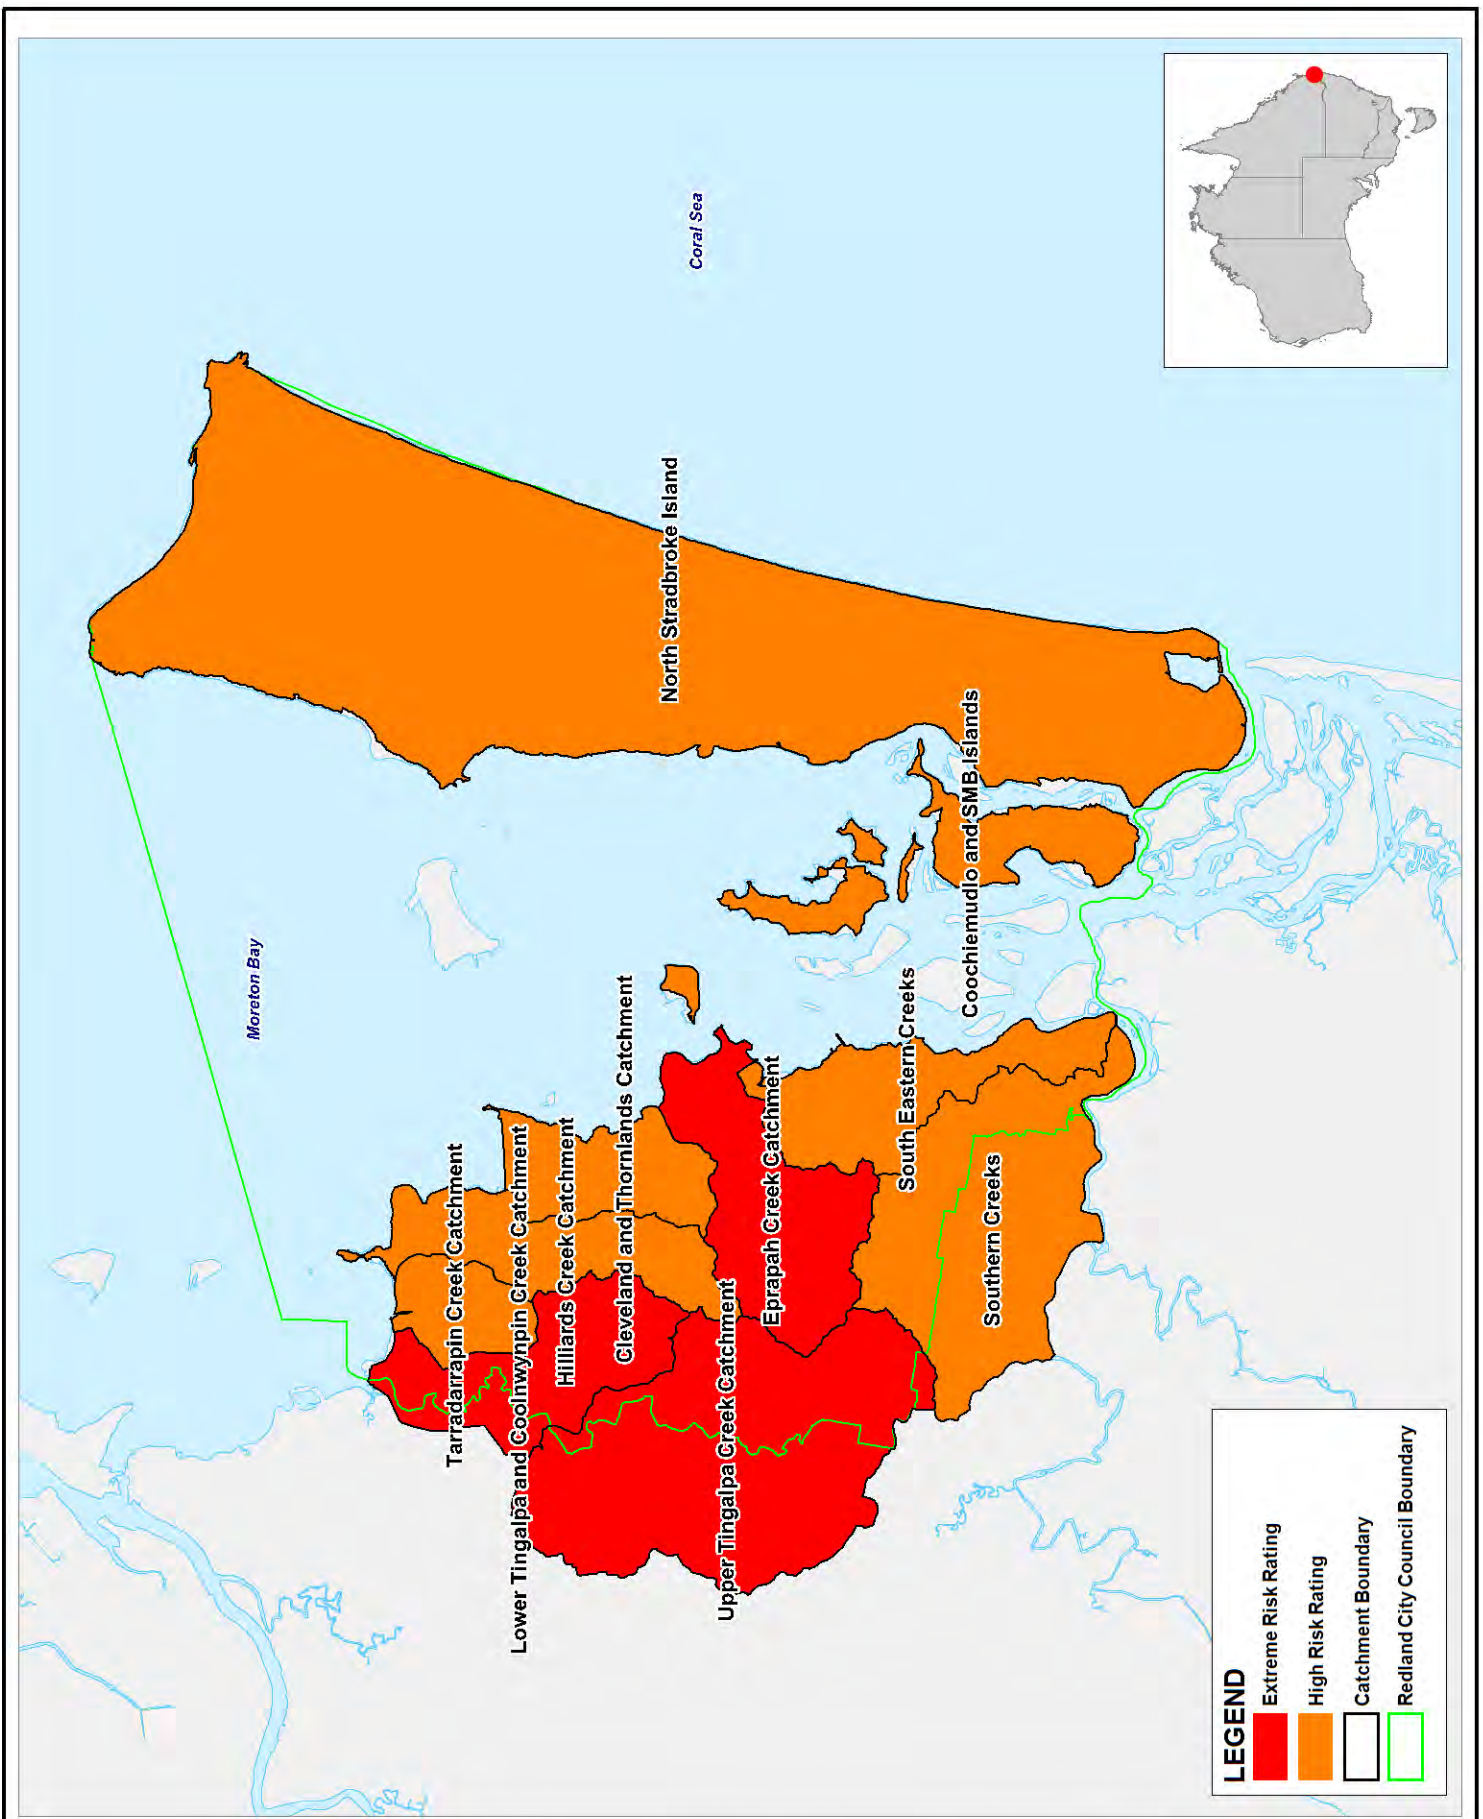 Moreton Bay
Coral Sea
Tarradarrapin Creek Catchment
Lower Tingalpa and Coolnwynpin Creek Catchment
Hilliards Creek Catchment
Cleveland and Thornlands Catchment
North Stradbroke Island
Upper Tingalpa Creek Catchment
Eprapah Creek Catchment
South Eastern Creeks
Coochiemudlo and SMB Islands
Southern Creeks
LEGEND
Extreme Risk Rating
High Risk Rating
Catchment Boundary
Redland City Council Boundary